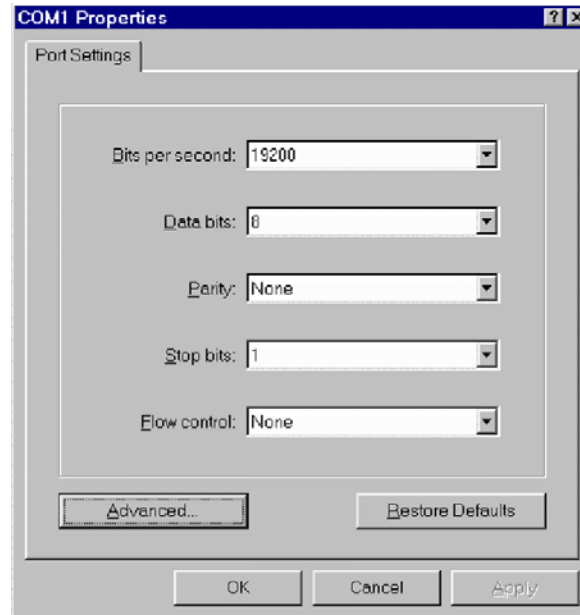 COM1 Properties
Port Settings
Bits per second: 19200
Data bits: 8
Parity: None
Stop bits: 1
Flow control: None
Advanced...
Restore Defaults
OK
Cancel
Apply